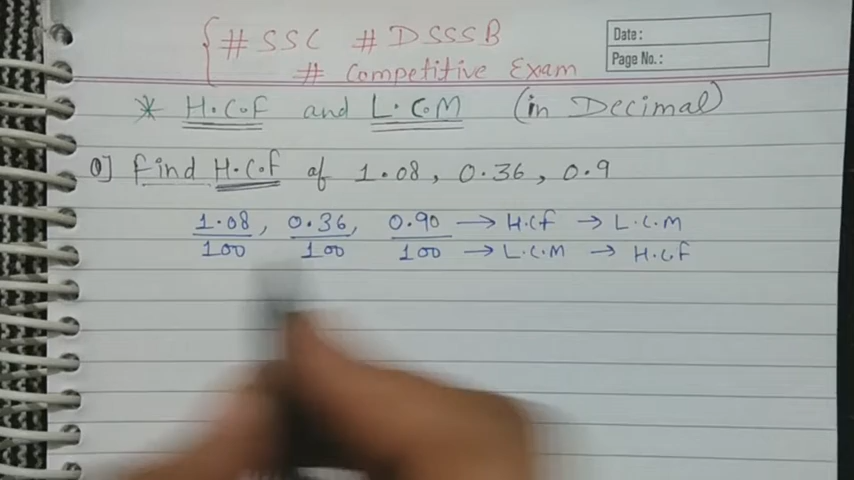 # SSC # DSSSB
# Competitive Exam
Date:
Page No.:
* H.C.F and L.C.M (in Decimal)
Q] Find H.C.F of 1.08, 0.36, 0.9
1.08, 0.36, 0.90 → H.C.F → L.C.M
100 100 100 → L.C.M → H.C.F